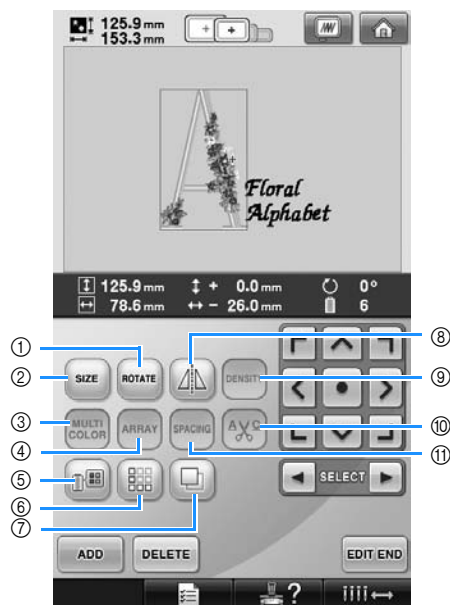 125.9 mm
153.3 mm
Floral
Alphabet
125.9 mm + 0.0 mm 0°
78.6 mm - 26.0 mm 6
① ⑧
② SIZE ROTATE DENSITY ⑨
③ MULTI COLOR ARRAY SPACING A ⑩
④ ⑪
⑤ SELECT
⑥
⑦
ADD DELETE EDIT END
?